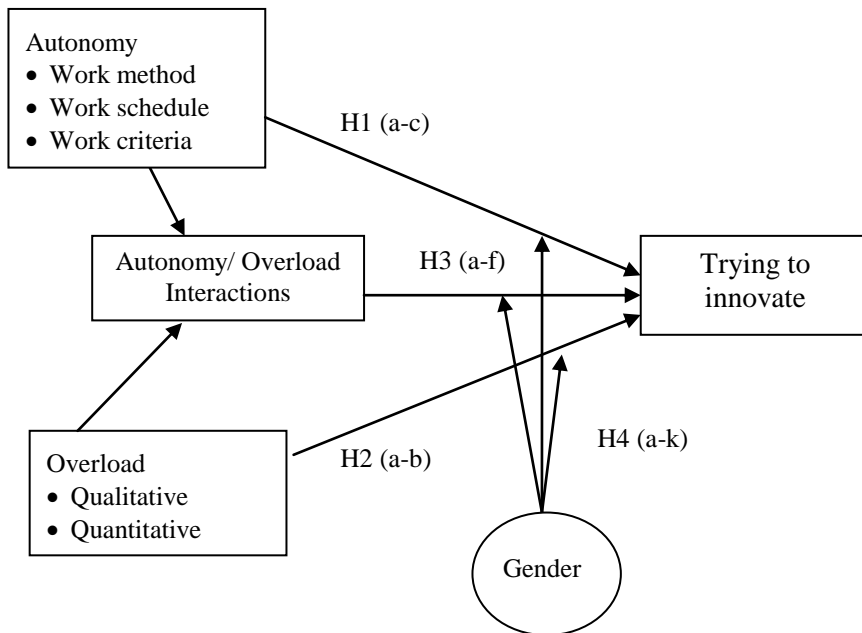 Autonomy
• Work method
• Work schedule
• Work criteria
H1 (a-c)
Autonomy/ Overload
Interactions
H3 (a-f)
Trying to
innovate
Overload
• Qualitative
• Quantitative
H2 (a-b)
H4 (a-k)
Gender